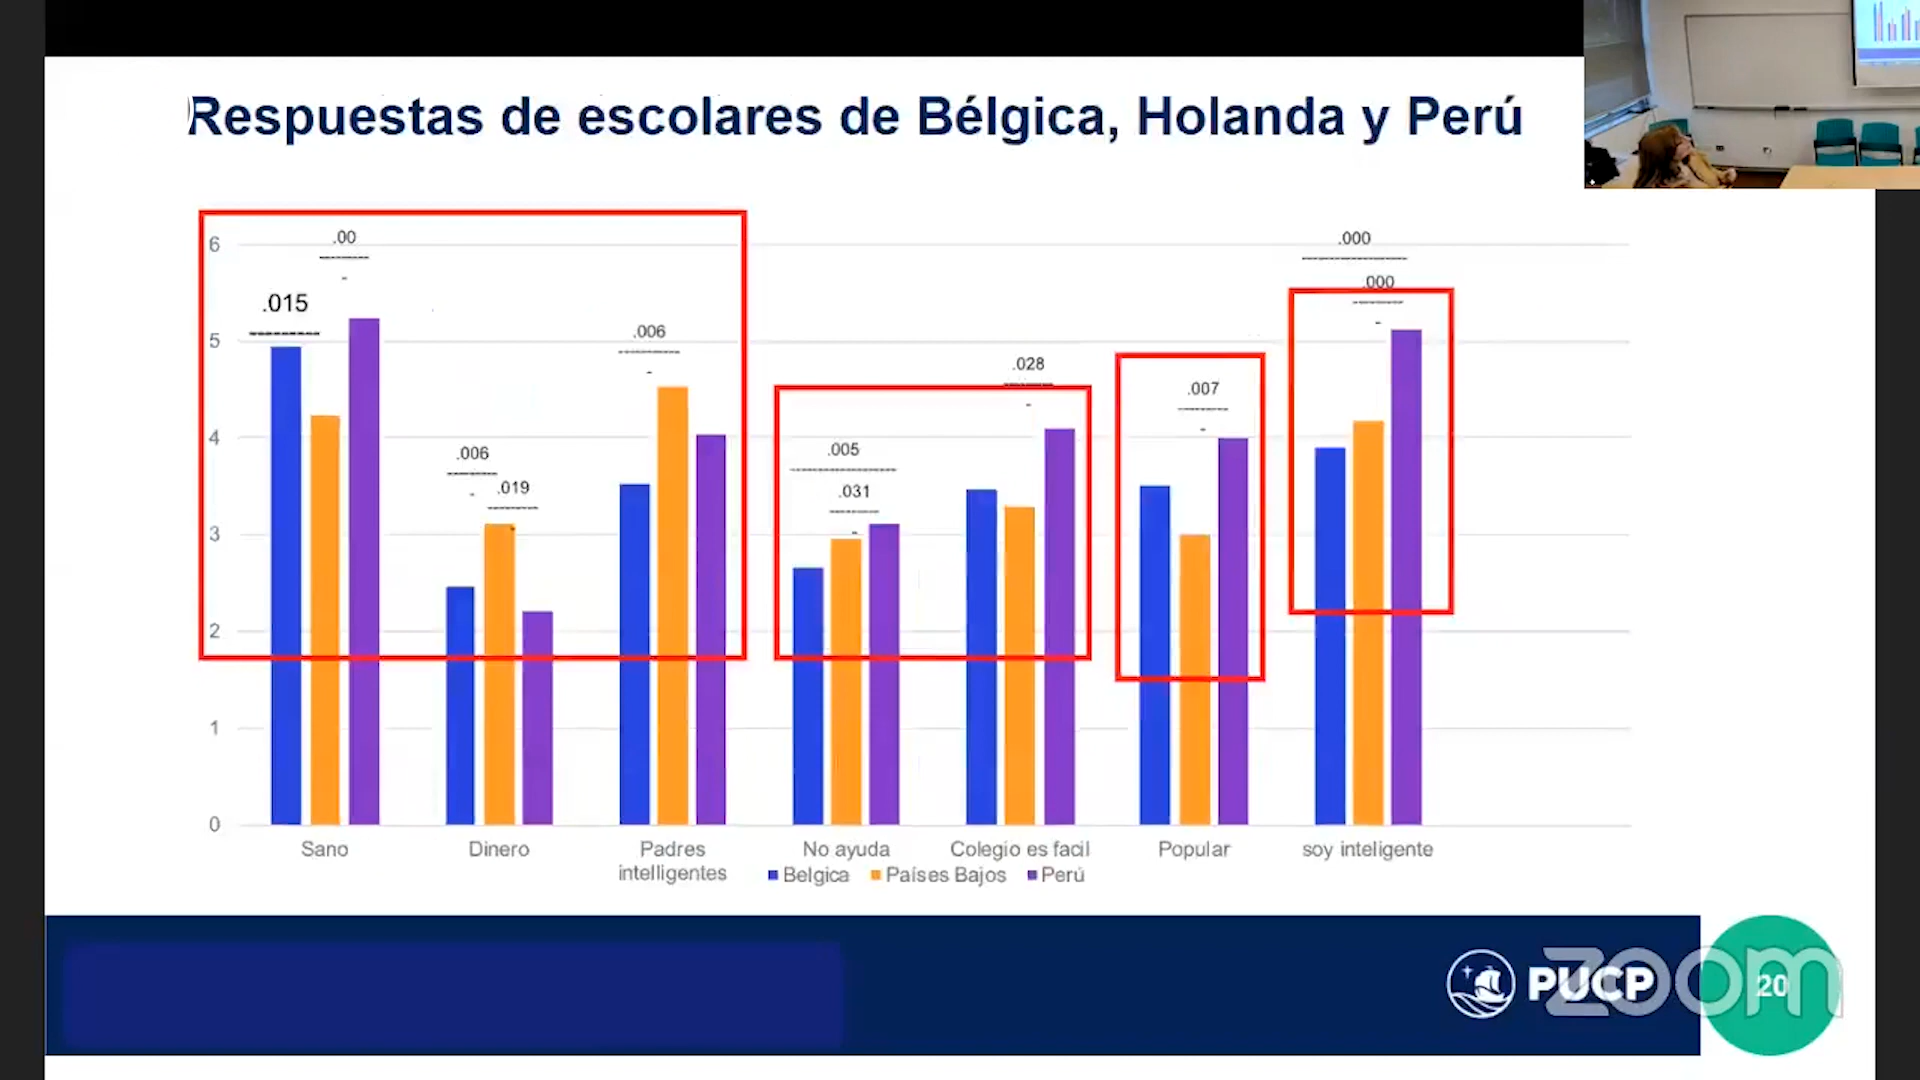 Respuestas de escolares de Bélgica, Holanda y Perú
6
5
4
3
2
1
0
.015
.00
.006
.019
.006
.005
.031
.028
.007
.000
.000
Sano
Dinero
Padres
intelligentes
No ayuda
Colegio es facil
Popular
soy inteligente
Belgica
Países Bajos
Perú
PUCP
zoom
20